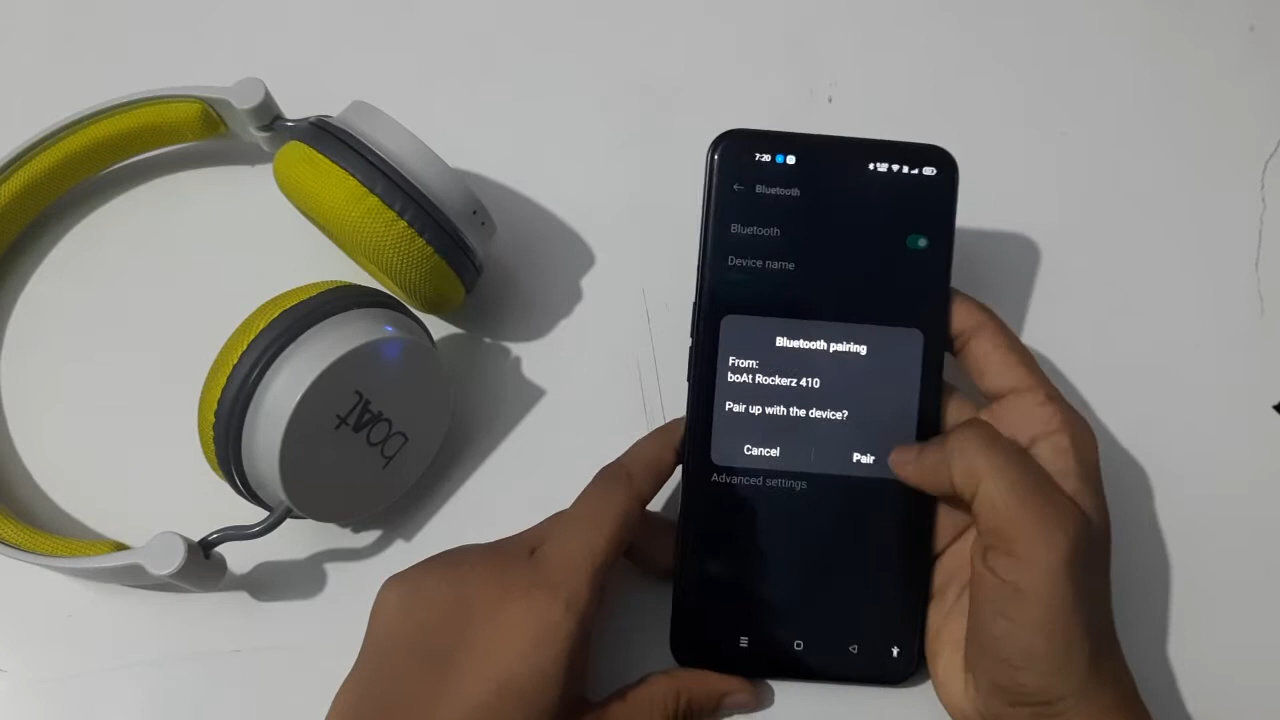 boAt
7:20
Bluetooth
Bluetooth
Device name
Bluetooth pairing
From:
boAt Rockerz 410
Pair up with the device?
Cancel
Pair
Advanced settings